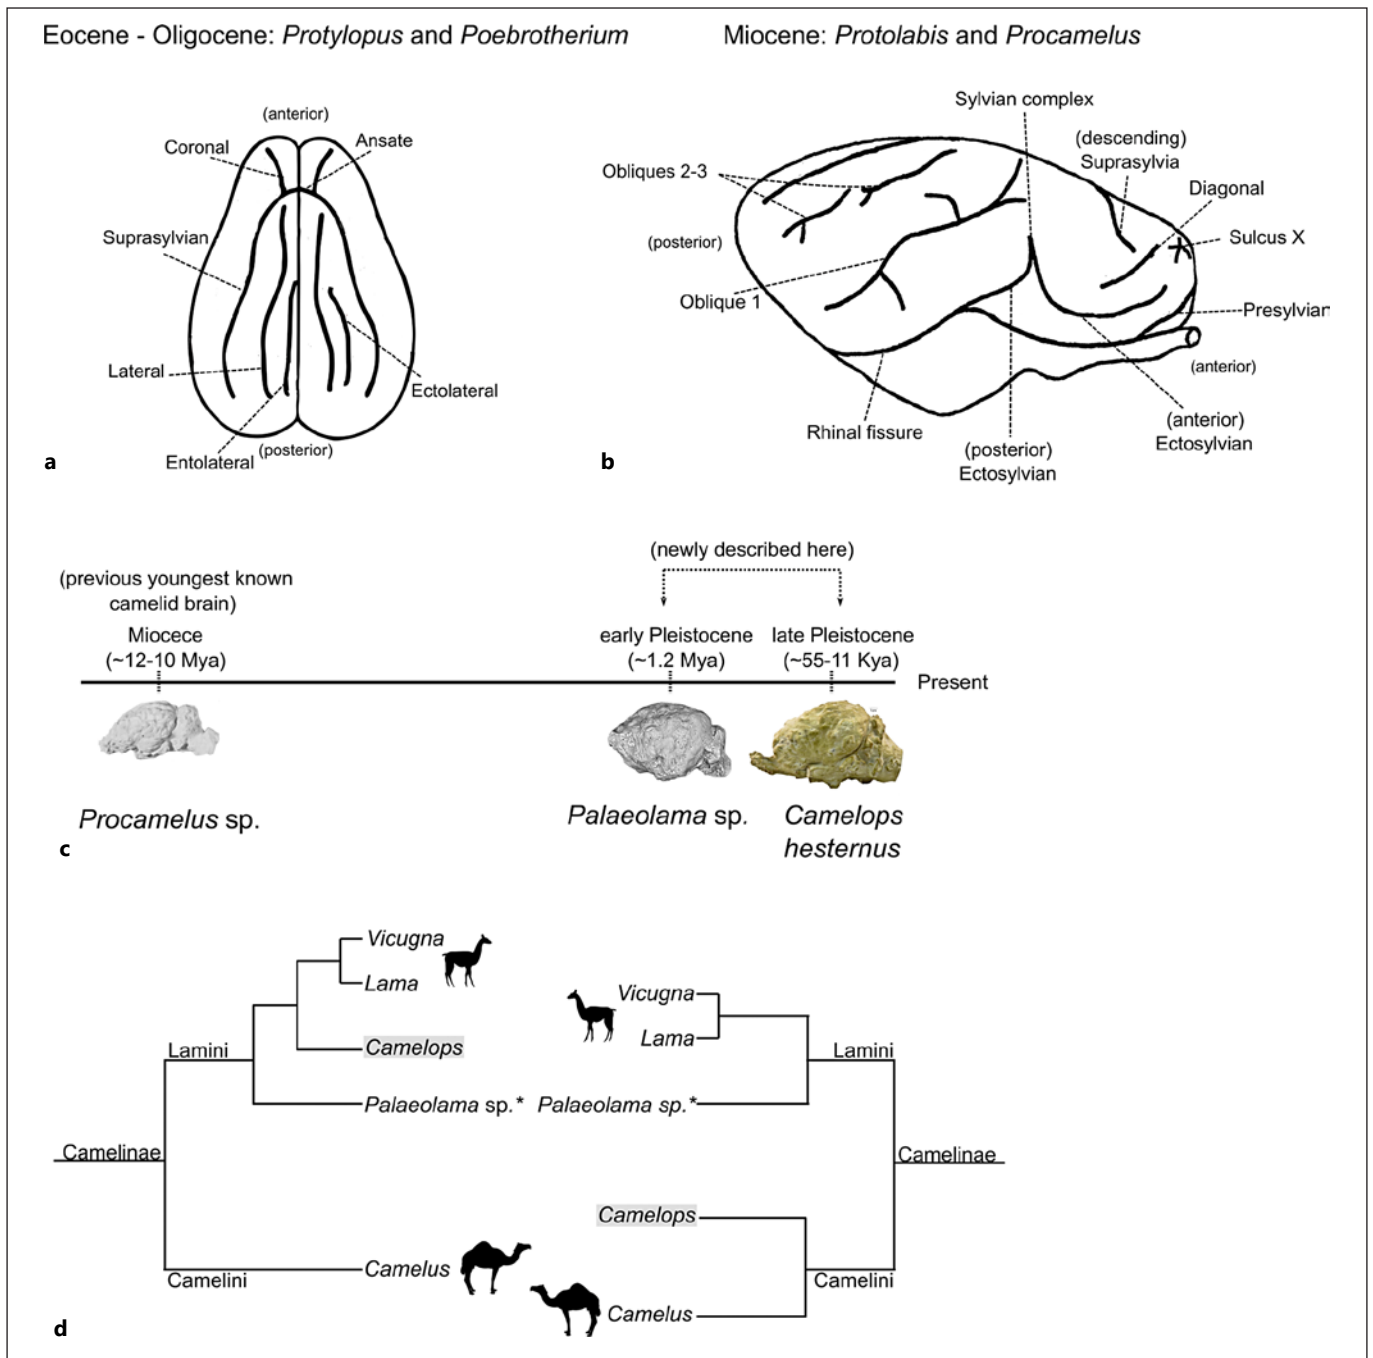 Eocene - Oligocene: Protylopus and Poebrotherium
Miocene: Protolabis and Procamelus
(anterior)
Coronal
Ansate
Suprasylvian
Lateral
Ectolateral
Entolateral
(posterior)
a
Sylvian complex
(descending)
Suprasylvia
Obliques 2-3
Diagonal
Sulcus X
(posterior)
Oblique 1
Presylvian
(anterior)
Rhinal fissure
(posterior)
Ectosylvian
(anterior)
Ectosylvian
b
(newly described here)
(previous youngest known
camelid brain)
Miocece
(~12-10 Mya)
early Pleistocene
(~1.2 Mya)
late Pleistocene
(~55-11 Kya)
Present
Procamelus sp.
Palaeolama sp.
Camelops
hesternus
c
Vicugna
Lama
Lamini
Camelops
Palaeolama sp.*
Camelinae
Camelini
Camelus
Vicugna
Lama
Lamini
Palaeolama sp.*
Camelinae
Camelops
Camelini
Camelus
d